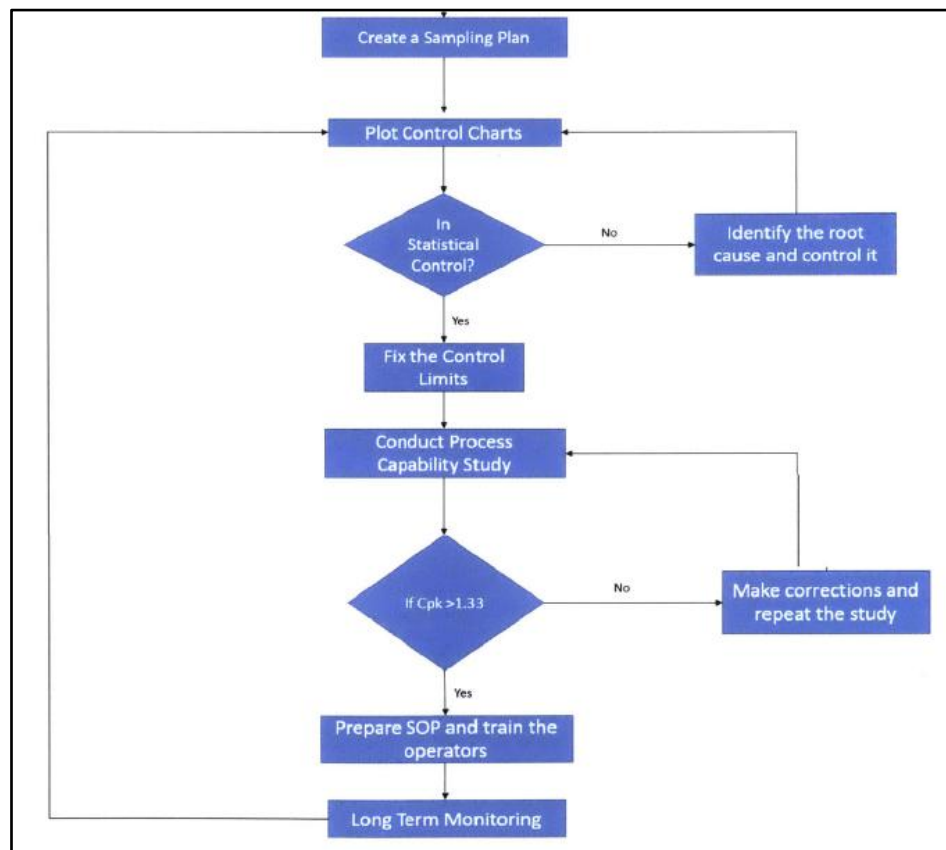 Create a Sampling Plan
Plot Control Charts
In
Statistical
Control?
No
Identify the root
cause and control it
Yes
Fix the Control
Limits
Conduct Process
Capability Study
If Cpk >1.33
No
Make corrections and
repeat the study
Yes
Prepare SOP and train the
operators
Long Term Monitoring